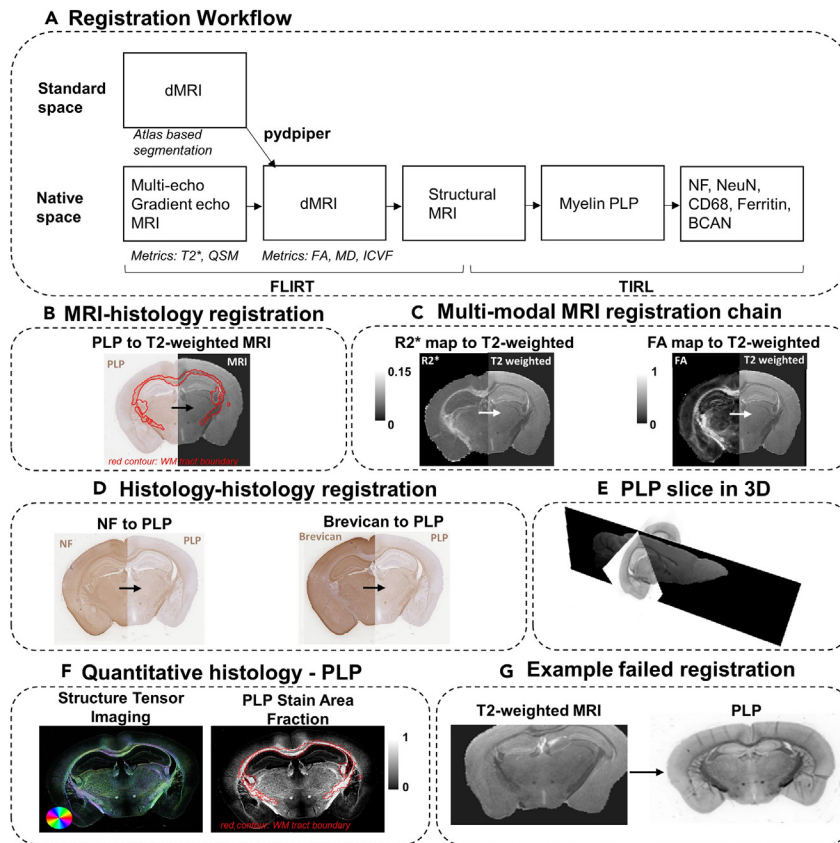 A Registration Workflow
Standard
space
dMRI
Atlas based
segmentation
pydpiper
Native
space
Multi-echo
Gradient echo
MRI
dMRI
Structural
MRI
Myelin PLP
NF, NeuN,
CD68, Ferritin,
BCAN
Metrics: T2*, QSM
Metrics: FA, MD, ICVF
FLIRT
TIRL
B MRI-histology registration
PLP to T2-weighted MRI
PLP
MRI
red contour: WM tract boundary
C Multi-modal MRI registration chain
R2* map to T2-weighted
0.15
0
R2*
T2 weighted
FA map to T2-weighted
1
0
FA
T2 weighted
D Histology-histology registration
NF to PLP
NF
PLP
Brevican to PLP
Brevican
PLP
E PLP slice in 3D
F Quantitative histology - PLP
Structure Tensor
Imaging
PLP Stain Area
Fraction
1
0
red contour: WM tract boundary
G Example failed registration
T2-weighted MRI
PLP